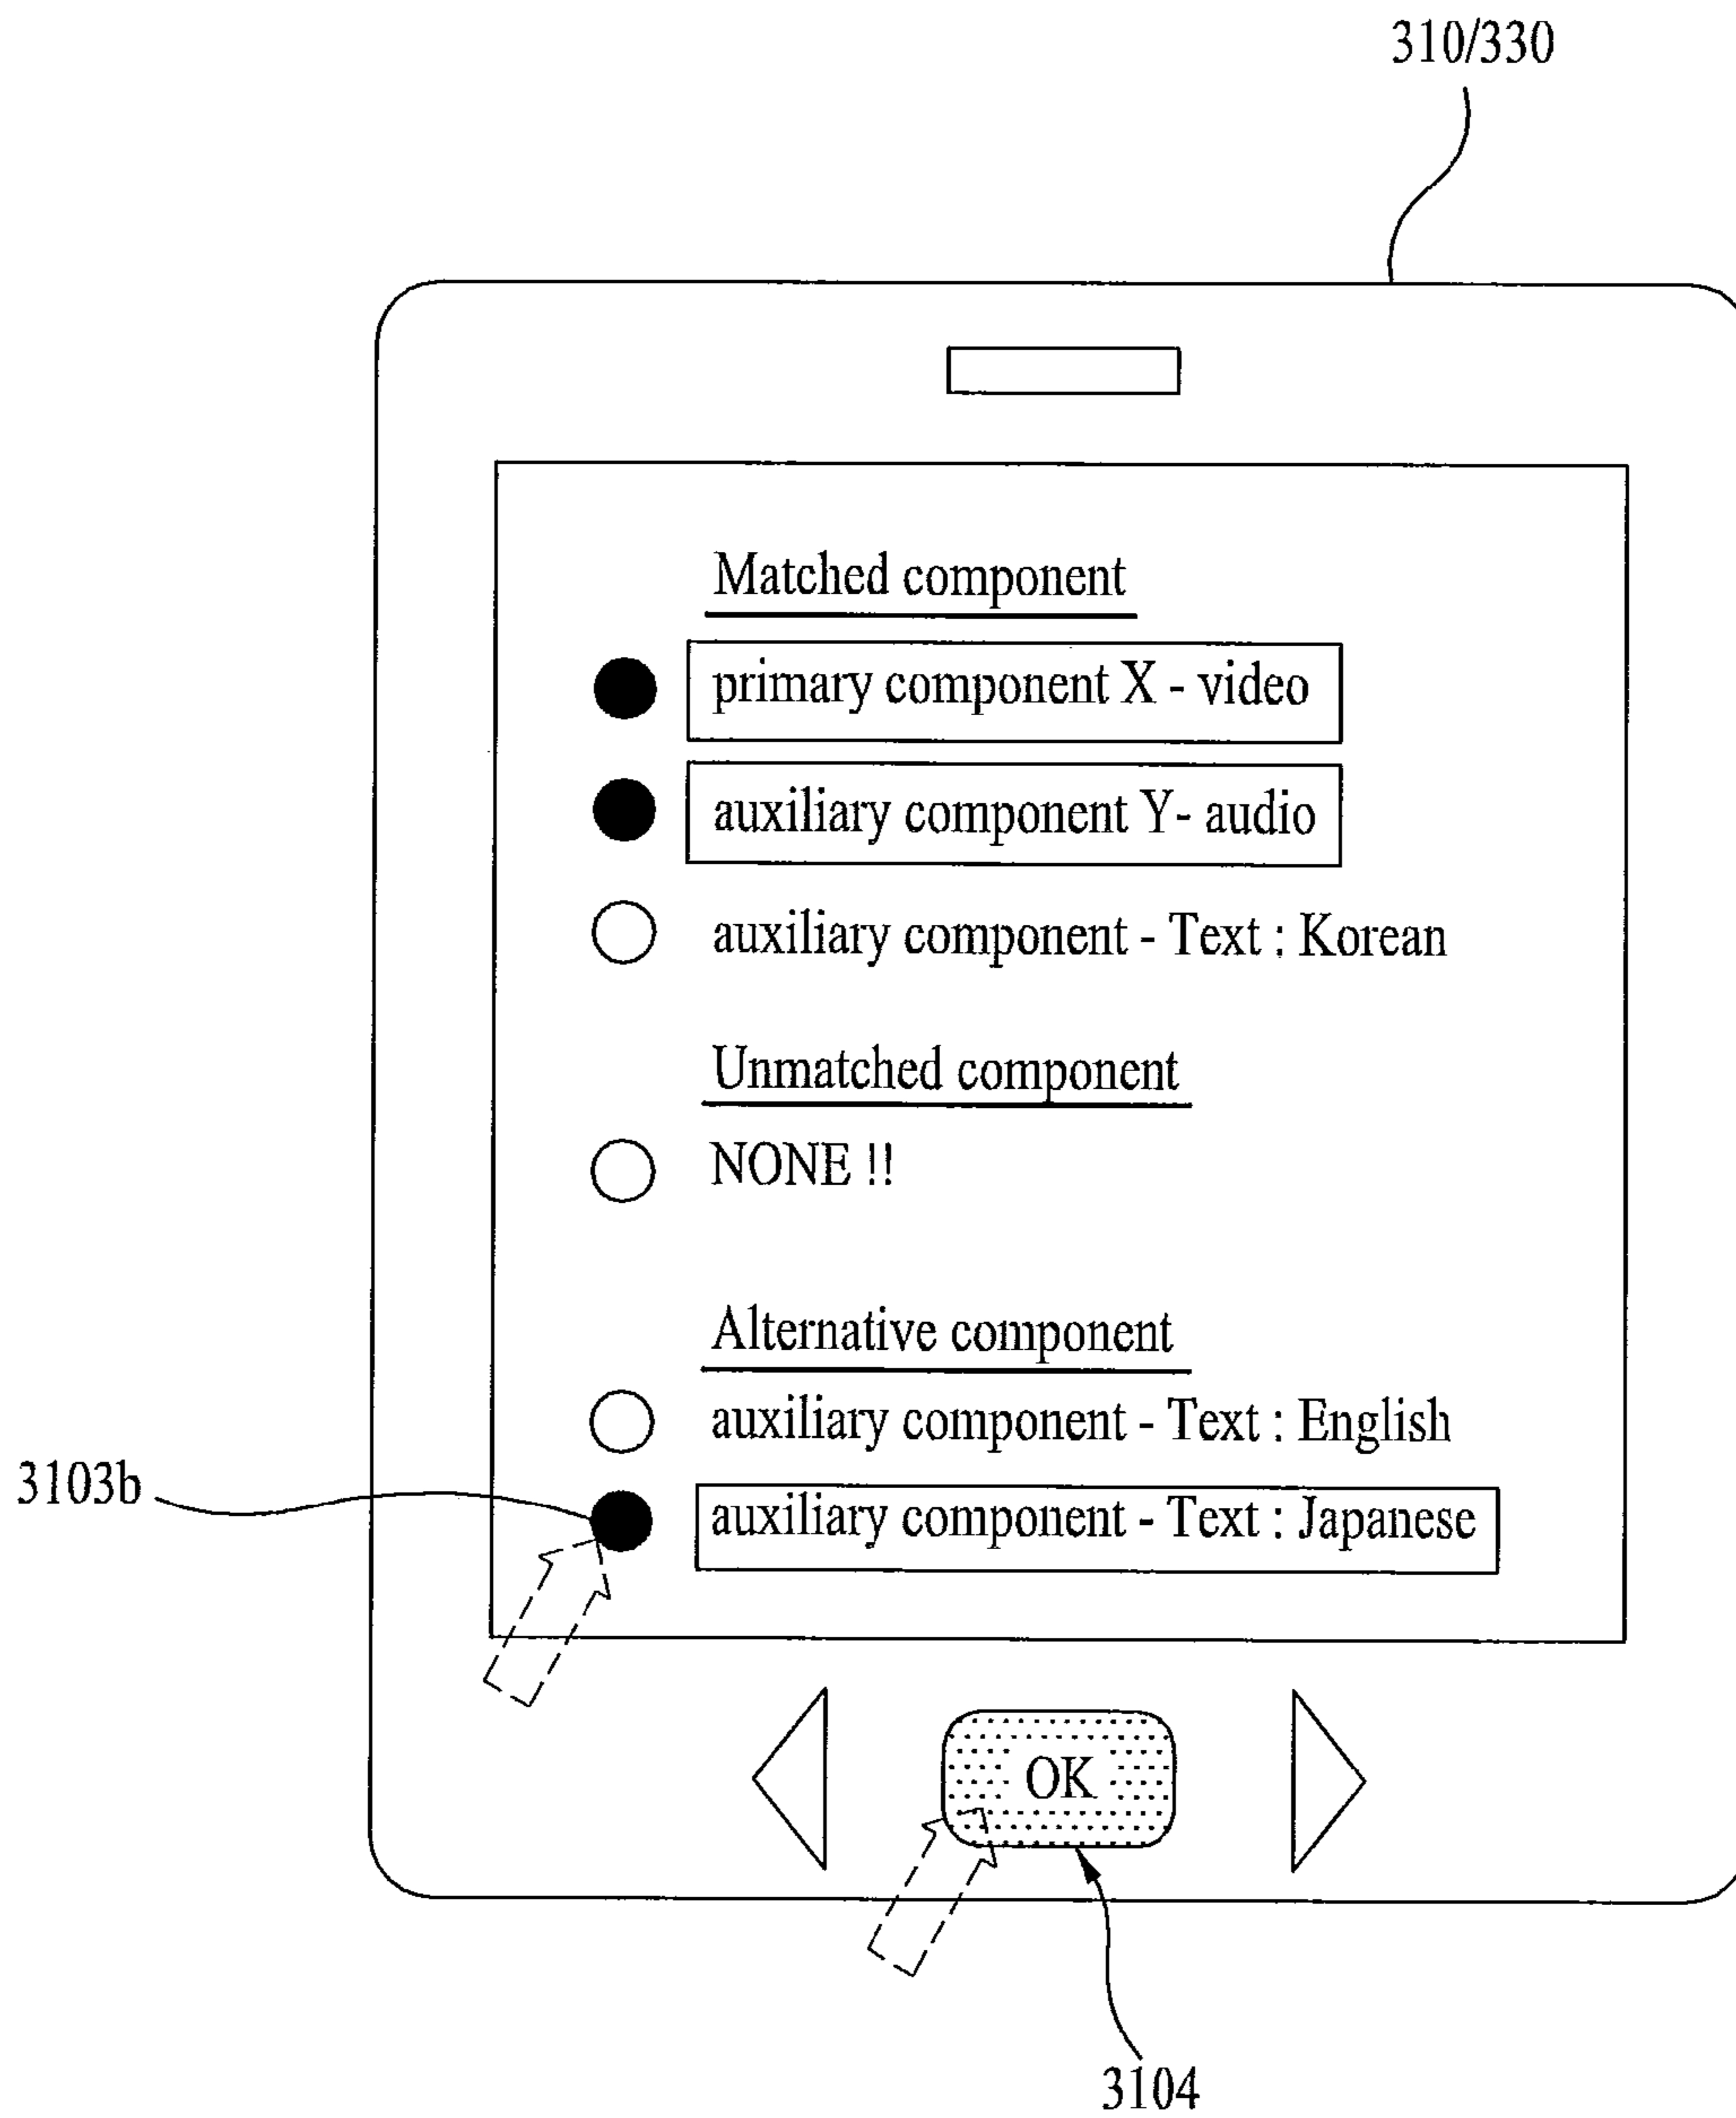 310/330
Matched component
primary component X - video
auxiliary component Y- audio
auxiliary component - Text : Korean
Unmatched component
NONE !!
Alternative component
auxiliary component - Text : English
3103b
auxiliary component - Text : Japanese
OK
3104